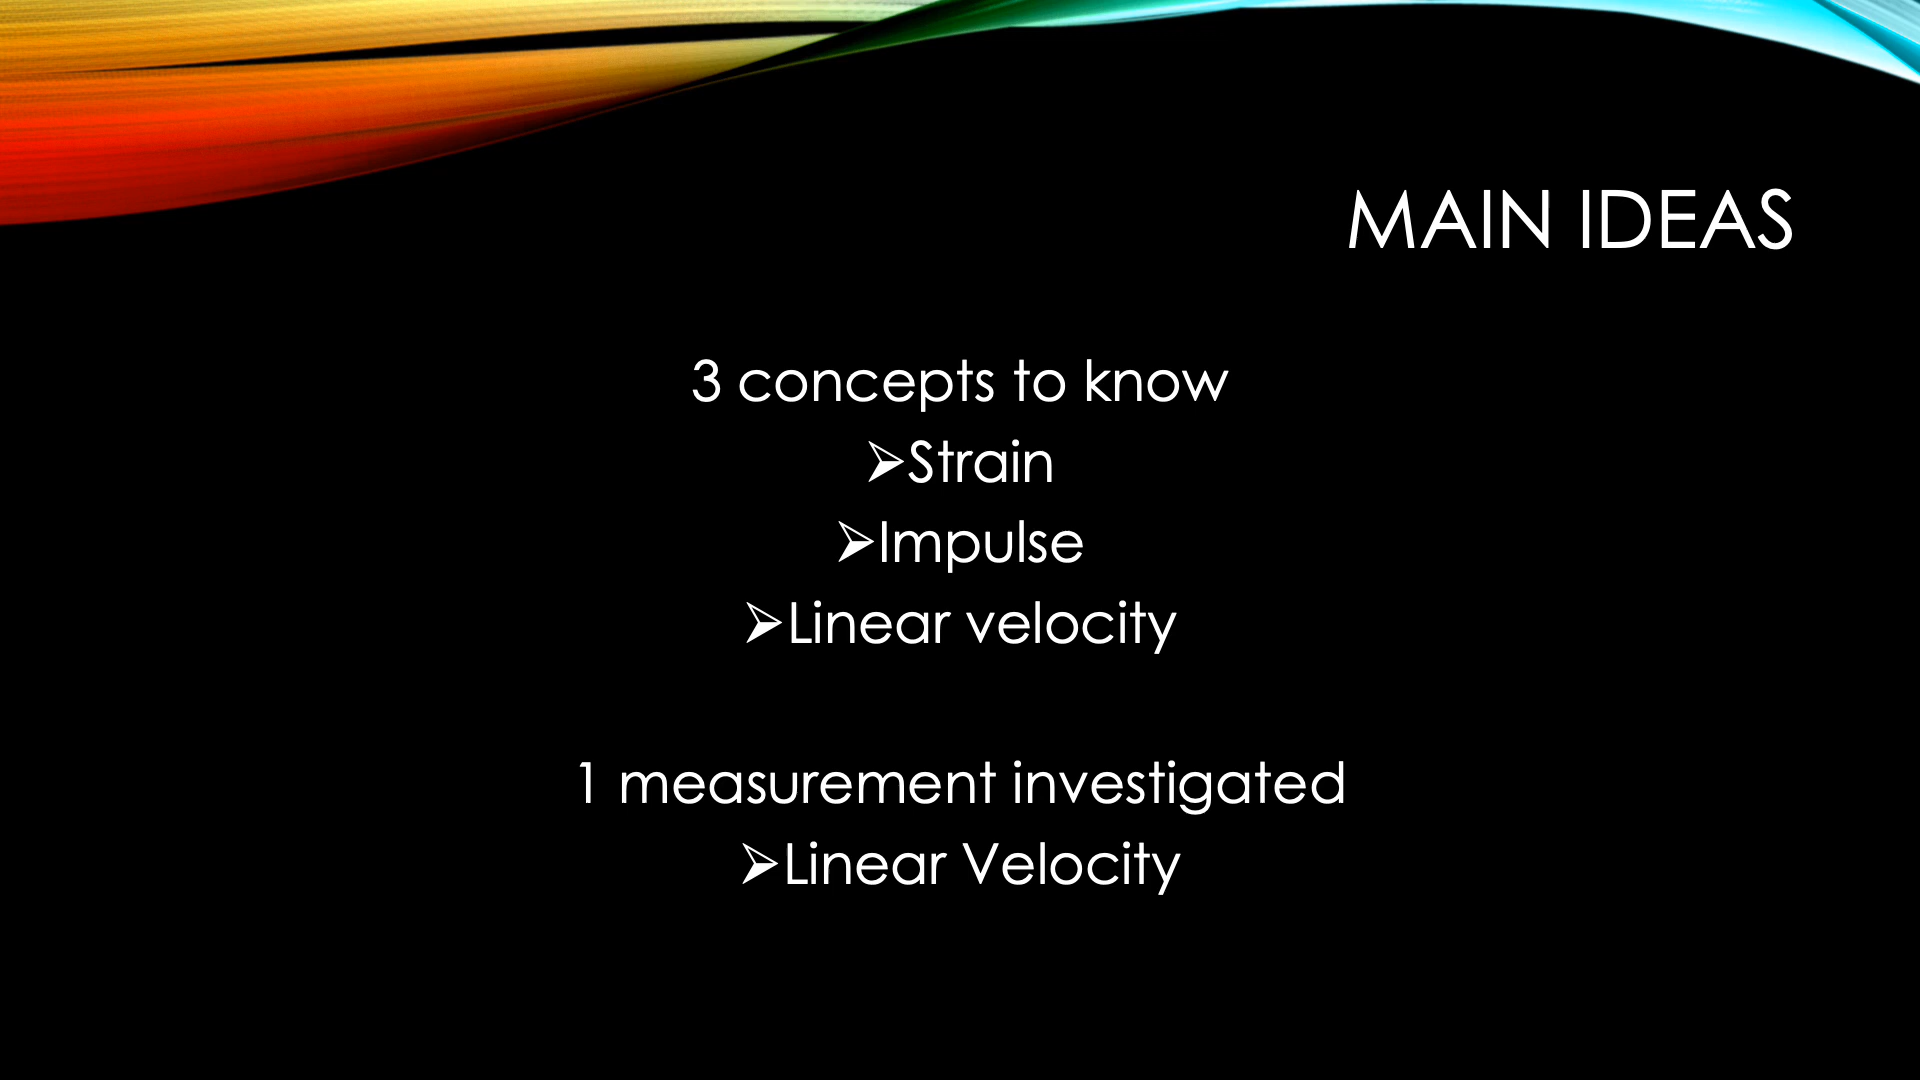 MAIN IDEAS
3 concepts to know
➢Strain
➢Impulse
➢Linear velocity
1 measurement investigated
➢Linear Velocity